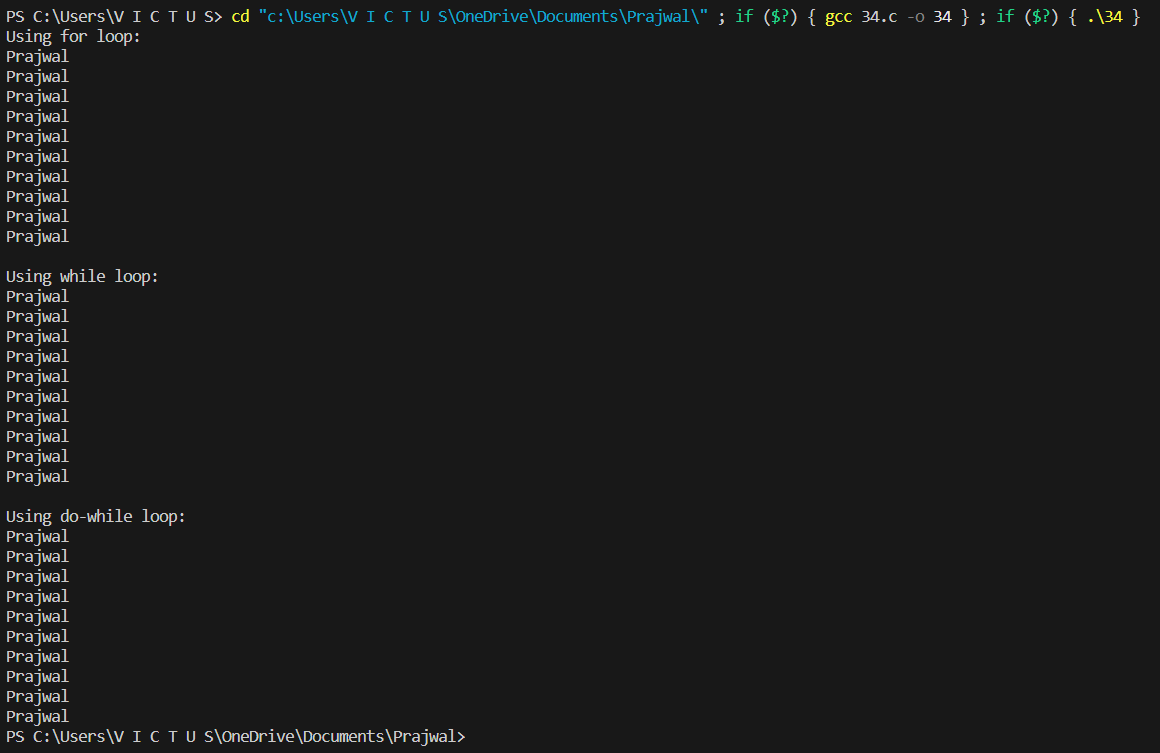 PS C:\Users\V I C T U S> cd "c:\Users\V I C T U S\OneDrive\Documents\Prajwal\" ; if ($?) { gcc 34.c -o 34 } ; if ($?) { .\34 }
Using for loop:
Prajwal
Prajwal
Prajwal
Prajwal
Prajwal
Prajwal
Prajwal
Prajwal
Prajwal
Prajwal

Using while loop:
Prajwal
Prajwal
Prajwal
Prajwal
Prajwal
Prajwal
Prajwal
Prajwal
Prajwal
Prajwal

Using do-while loop:
Prajwal
Prajwal
Prajwal
Prajwal
Prajwal
Prajwal
Prajwal
Prajwal
Prajwal
Prajwal
PS C:\Users\V I C T U S\OneDrive\Documents\Prajwal>